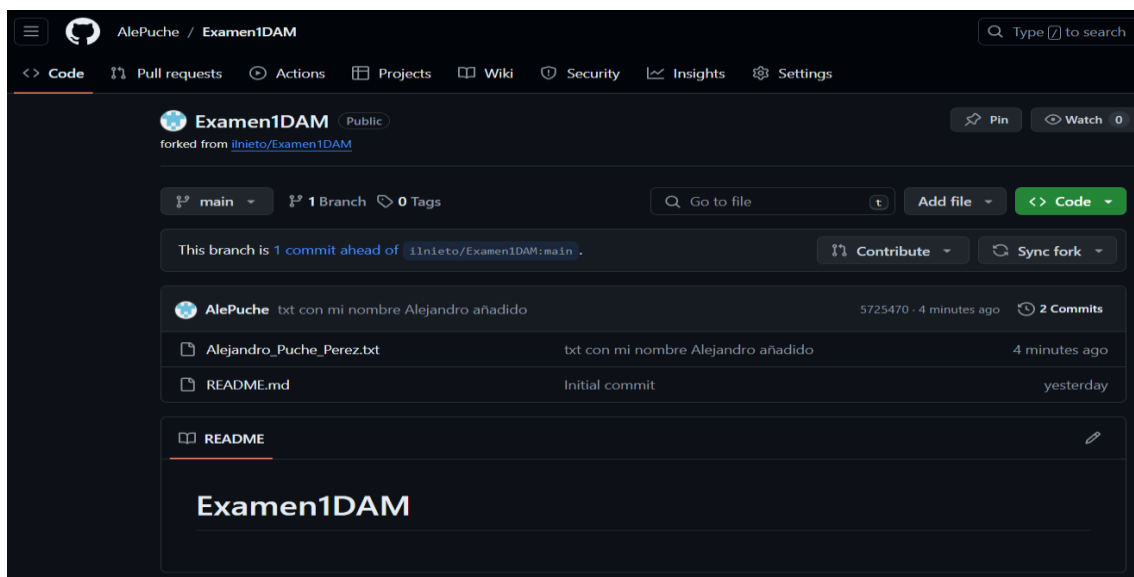 AlePuche / Examen1DAM
Type / to search
<> Code Pull requests Actions Projects Wiki Security Insights Settings
Examen1DAM Public
Pin Watch 0
forked from ilnieto/Examen1DAM
main 1 Branch 0 Tags Go to file t Add file <> Code
This branch is 1 commit ahead of ilnieto/Examen1DAM:main . Contribute Sync fork
AlePuche txt con mi nombre Alejandro añadido 5725470 · 4 minutes ago 2 Commits
Alejandro_Puche_Perez.txt txt con mi nombre Alejandro añadido 4 minutes ago
README.md Initial commit yesterday
README
Examen1DAM